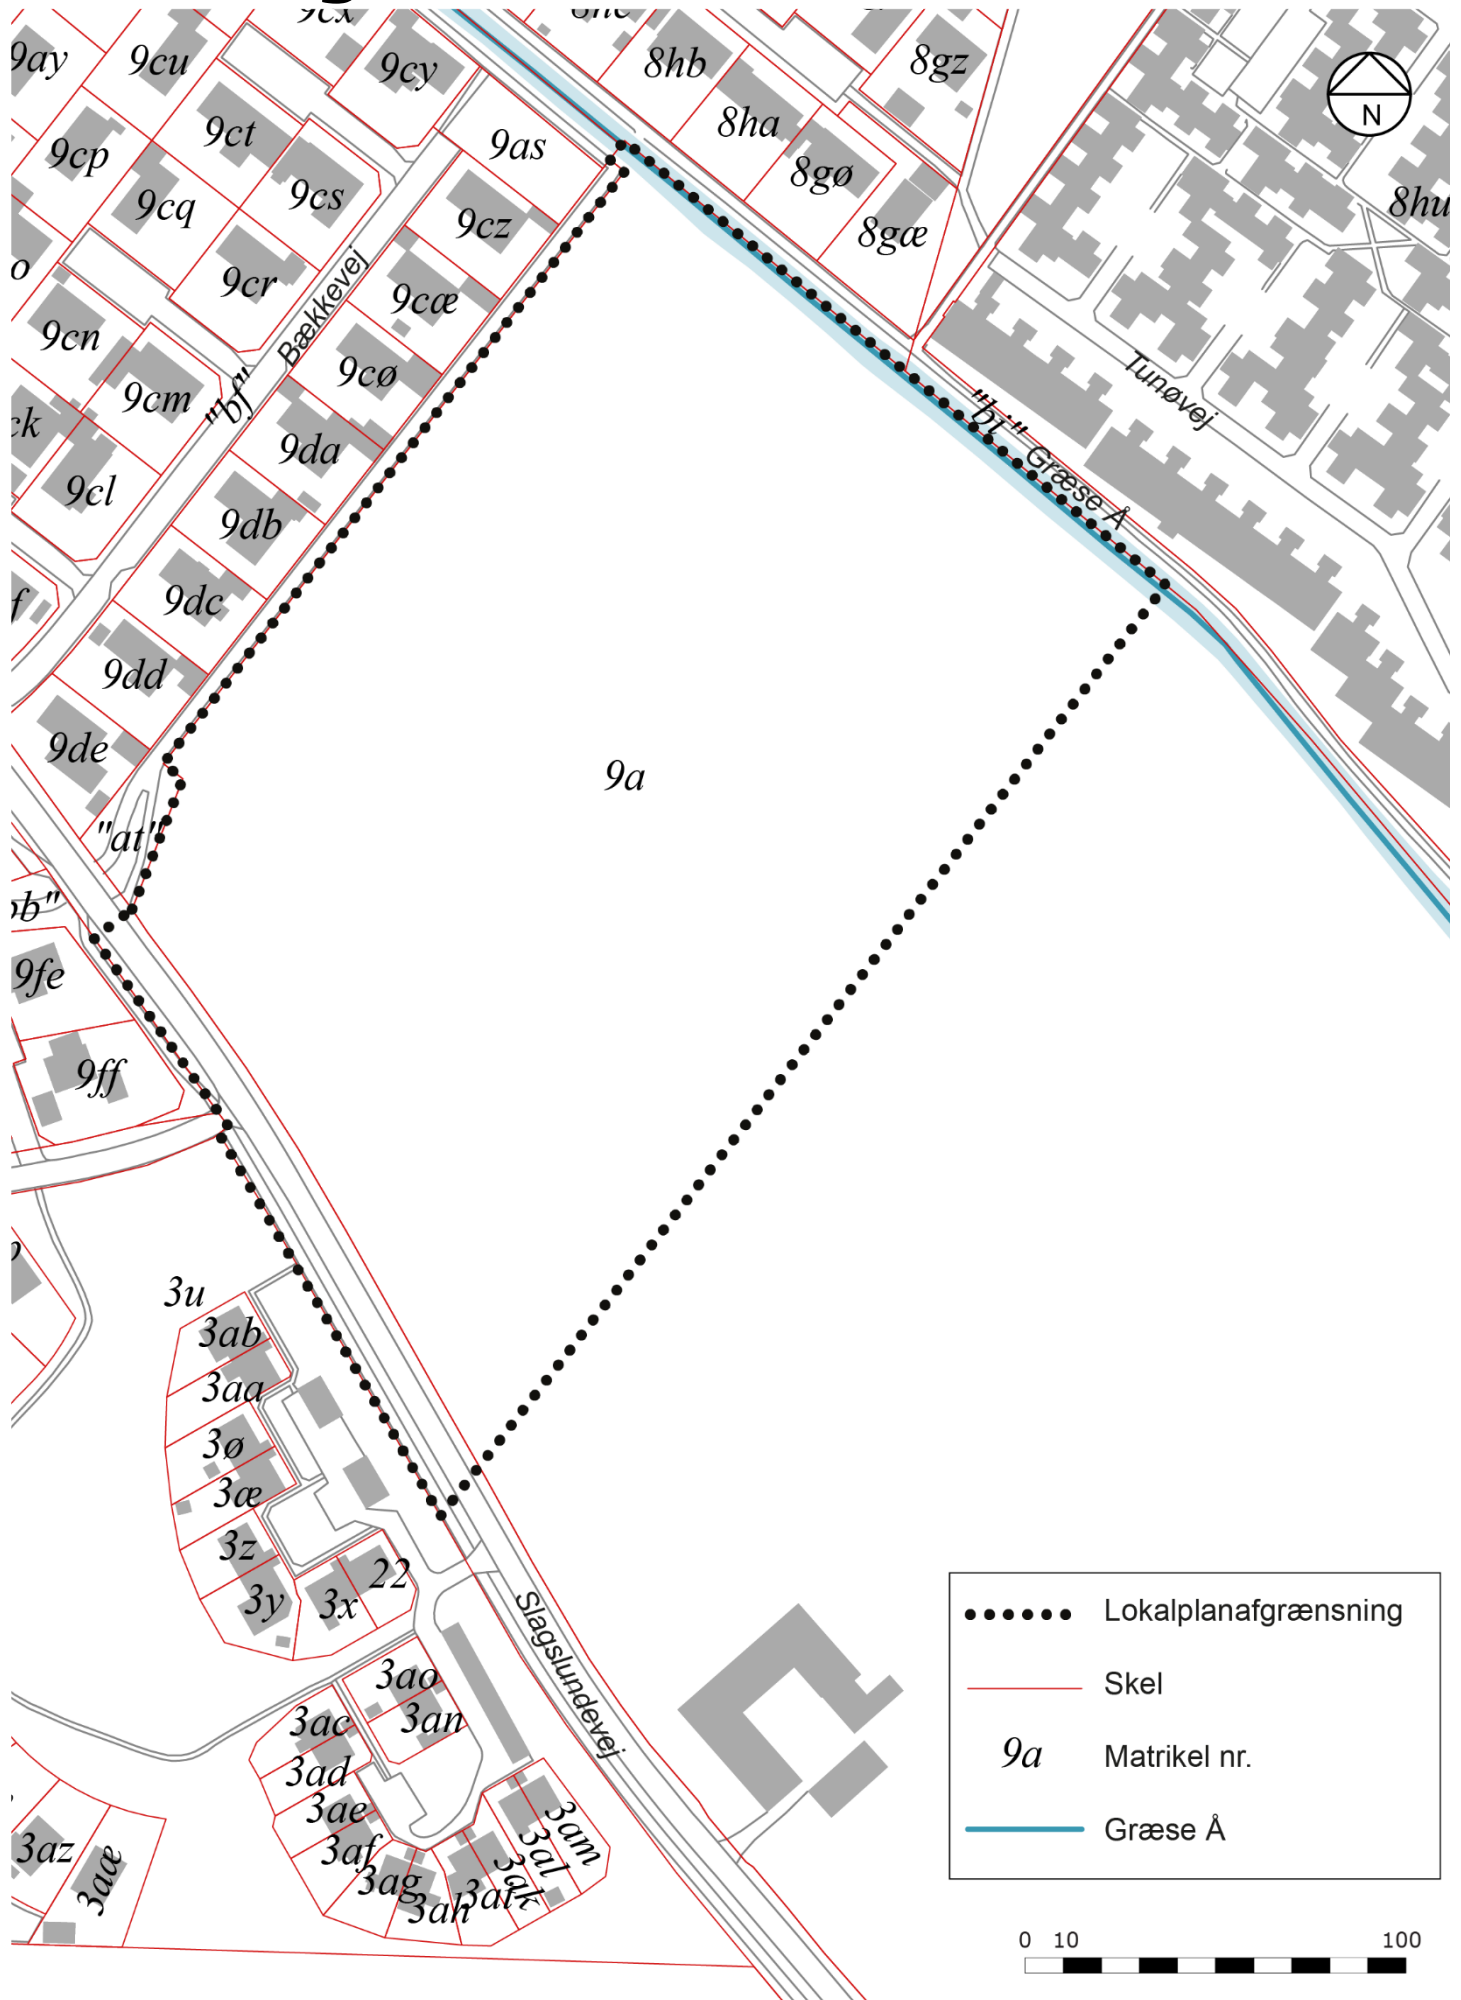 9cx
9ay
9cu
9cy
8hb
8gz
N
9ct
9as
8ha
9cp
9cs
8gø
9cq
9cz
8gæ
8hu
9cr
Bækkevej
9cæ
9cn
9cø
9cm
"bf"
Tunøvej
"bi"
9da
Græse Å
9cl
9db
9dc
9dd
9de
9a
"at"
9fe
9ff
3u
3ab
3aa
3ø
3æ
3z
22
3y
3x
Slagslundevej
3ao
3ac
3an
3ad
3ae
3af
3am
3al
3ak
3ag
3ai
3ah
3az
3aæ
Lokalplanafgrænsning
Skel
9a Matrikel nr.
Græse Å
0 10 100